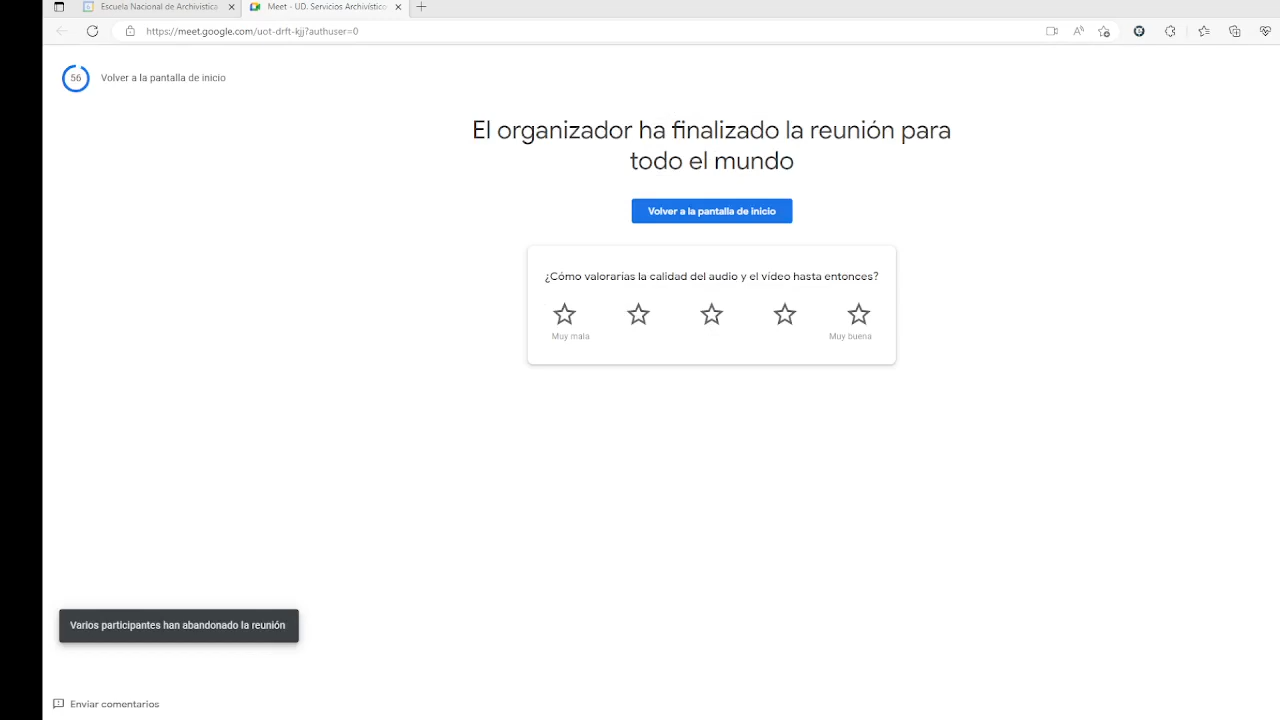 Escuela Nacional de Archivística
Meet - UD. Servicios Archivístico
https://meet.google.com/uot-drft-kjj?authuser=0
56
Volver a la pantalla de inicio
El organizador ha finalizado la reunión para
todo el mundo
Volver a la pantalla de inicio
¿Cómo valorarías la calidad del audio y el vídeo hasta entonces?
Muy mala
Muy buena
Varios participantes han abandonado la reunión
Enviar comentarios